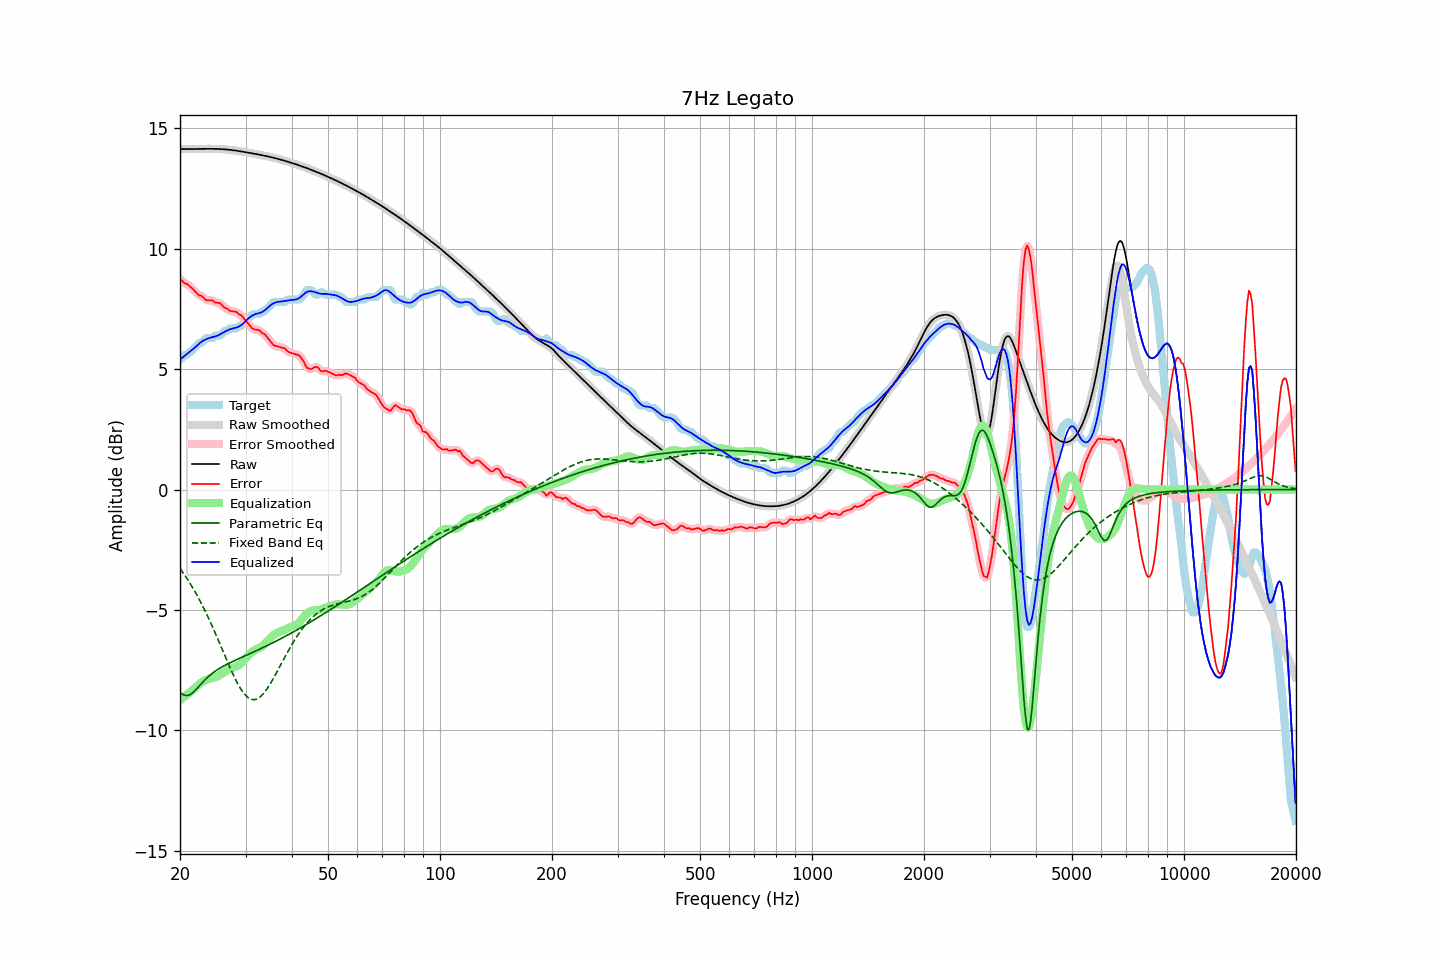 7Hz Legato
Amplitude (dBr)
15
10
5
0
−5
−10
−15
Target
Raw Smoothed
Error Smoothed
Raw
Error
Equalization
Parametric Eq
Fixed Band Eq
Equalized
20 50 100 200 500 1000 2000 5000 10000 20000
Frequency (Hz)